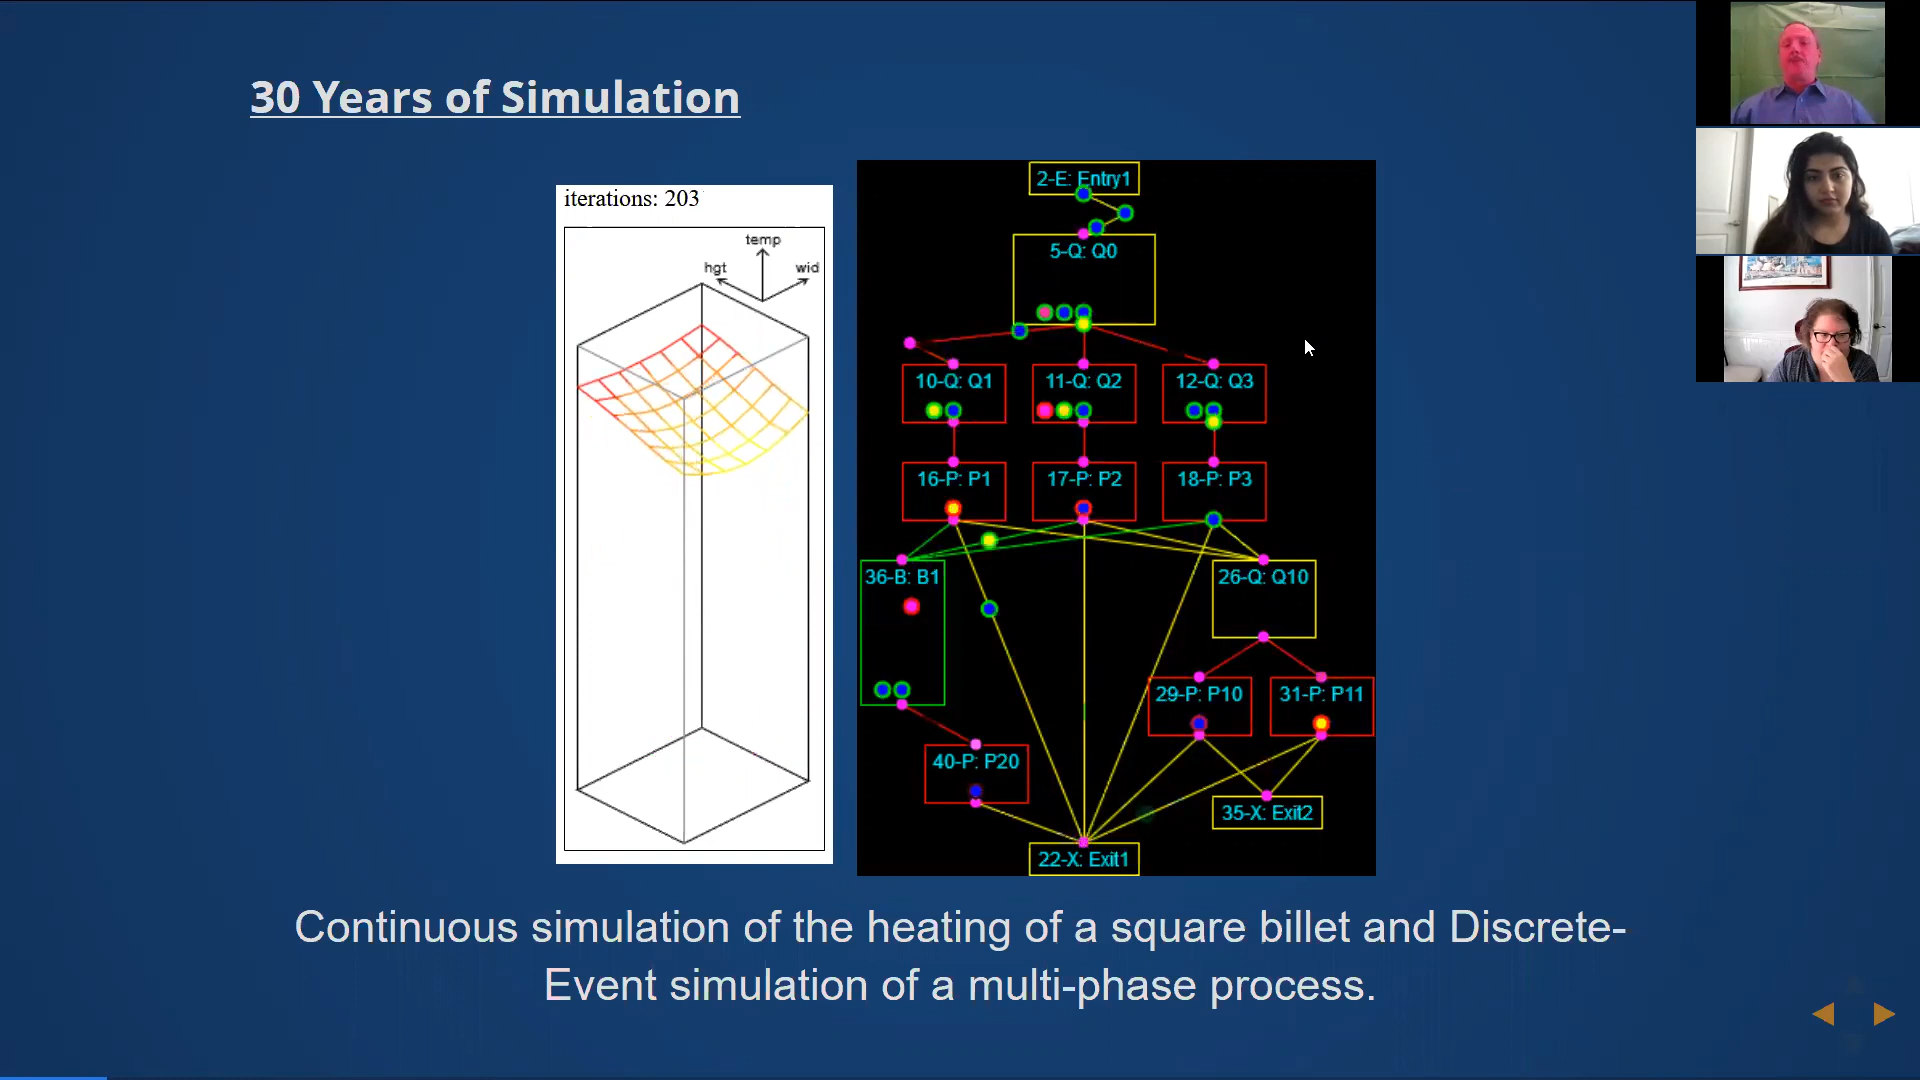 30 Years of Simulation
iterations: 203
temp
hgt
wid
2-E: Entry1
5-Q: Q0
10-Q: Q1
11-Q: Q2
12-Q: Q3
16-P: P1
17-P: P2
18-P: P3
36-B: B1
26-Q: Q10
29-P: P10
31-P: P11
40-P: P20
35-X: Exit2
22-X: Exit1
Continuous simulation of the heating of a square billet and Discrete-
Event simulation of a multi-phase process.